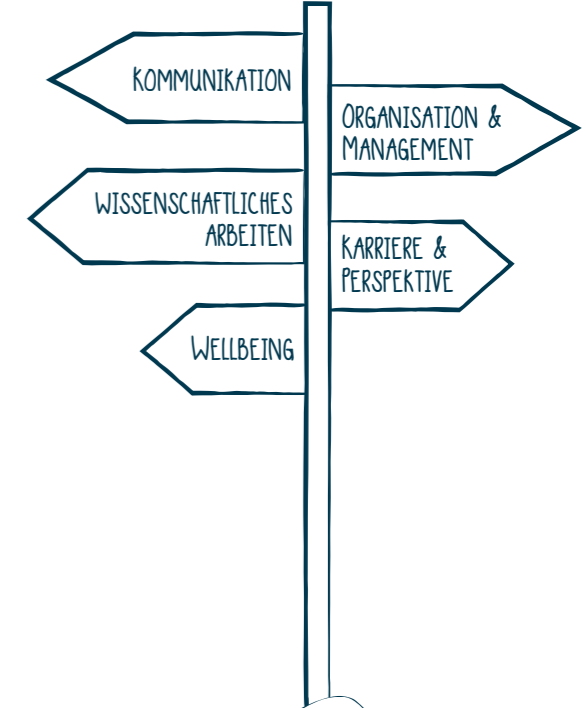 KOMMUNIKATION
ORGANISATION &
MANAGEMENT
WISSENSCHAFTLICHES
ARBEITEN
KARRIERE &
PERSPEKTIVE
WELLBEING